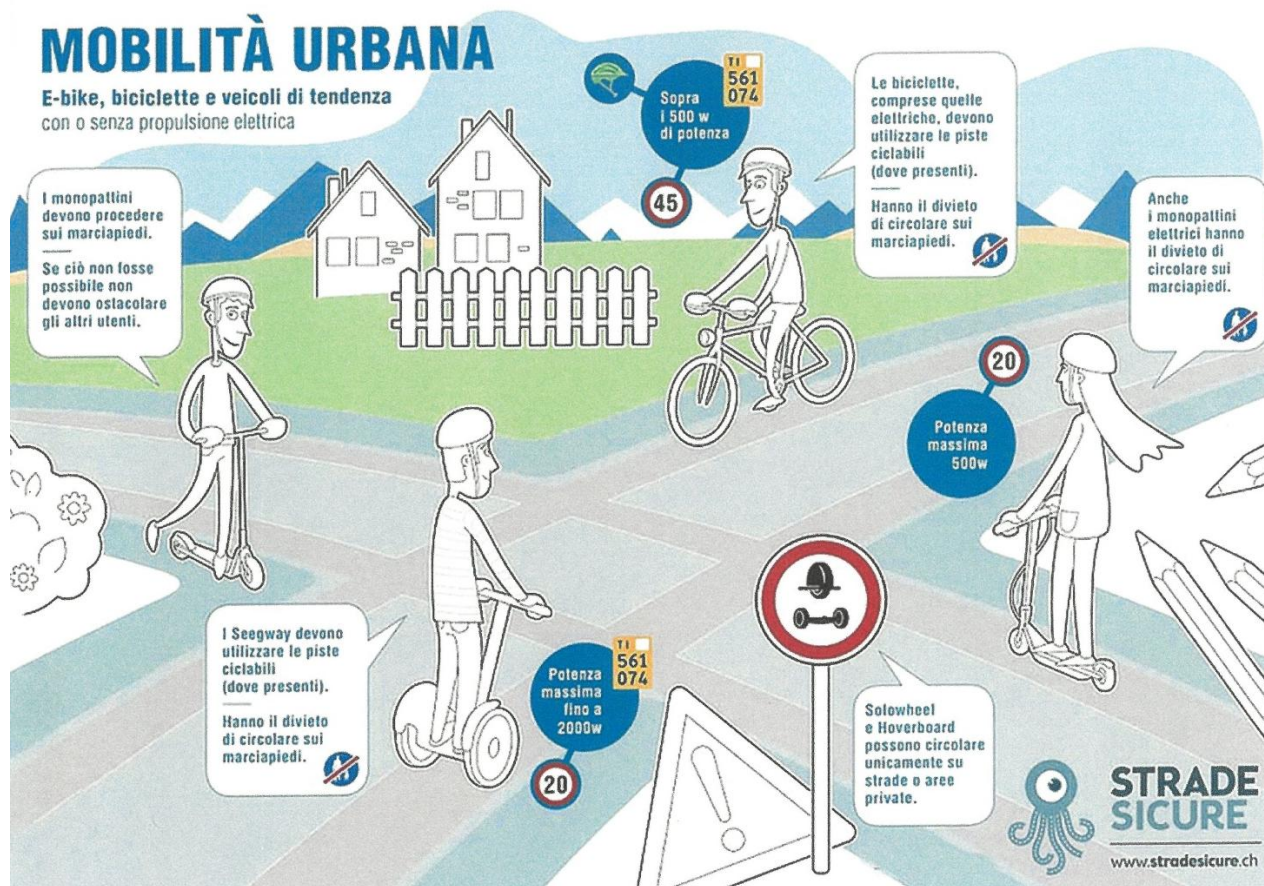 MOBILITÀ URBANA
E-bike, biciclette e veicoli di tendenza
con o senza propulsione elettrica
I monopattini
devono procedere
sui marciapiedi.
Se ciò non fosse
possibile non
devono ostacolare
gli altri utenti.
Sopra
i 500 w
di potenza
TI
561
074
45
Le biciclette,
comprese quelle
elettriche, devono
utilizzare le piste
ciclabili
(dove presenti).
Hanno il divieto
di circolare sui
marciapiedi.
Anche
i monopattini
elettrici hanno
il divieto di
circolare sui
marciapiedi.
20
Potenza
massima
500w
I Seegway devono
utilizzare le piste
ciclabili
(dove presenti).
Hanno il divieto
di circolare sui
marciapiedi.
Potenza
massima
fino a
2000w
TI
561
074
20
Solowheel
e Hoverboard
possono circolare
unicamente su
strade o aree
private.
STRADE
SICURE
www.stradesicure.ch